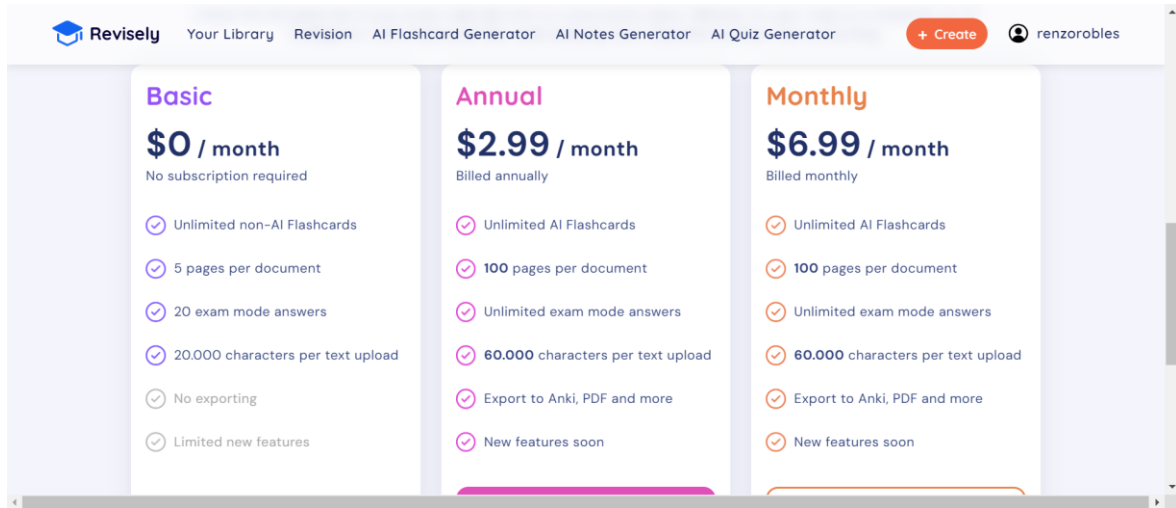 Revisely
Your Library
Revision
AI Flashcard Generator
AI Notes Generator
AI Quiz Generator
+ Create
renzorobles
Basic
$0 / month
No subscription required
Unlimited non-AI Flashcards
5 pages per document
20 exam mode answers
20.000 characters per text upload
No exporting
Limited new features
Annual
$2.99 / month
Billed annually
Unlimited AI Flashcards
100 pages per document
Unlimited exam mode answers
60.000 characters per text upload
Export to Anki, PDF and more
New features soon
Monthly
$6.99 / month
Billed monthly
Unlimited AI Flashcards
100 pages per document
Unlimited exam mode answers
60.000 characters per text upload
Export to Anki, PDF and more
New features soon